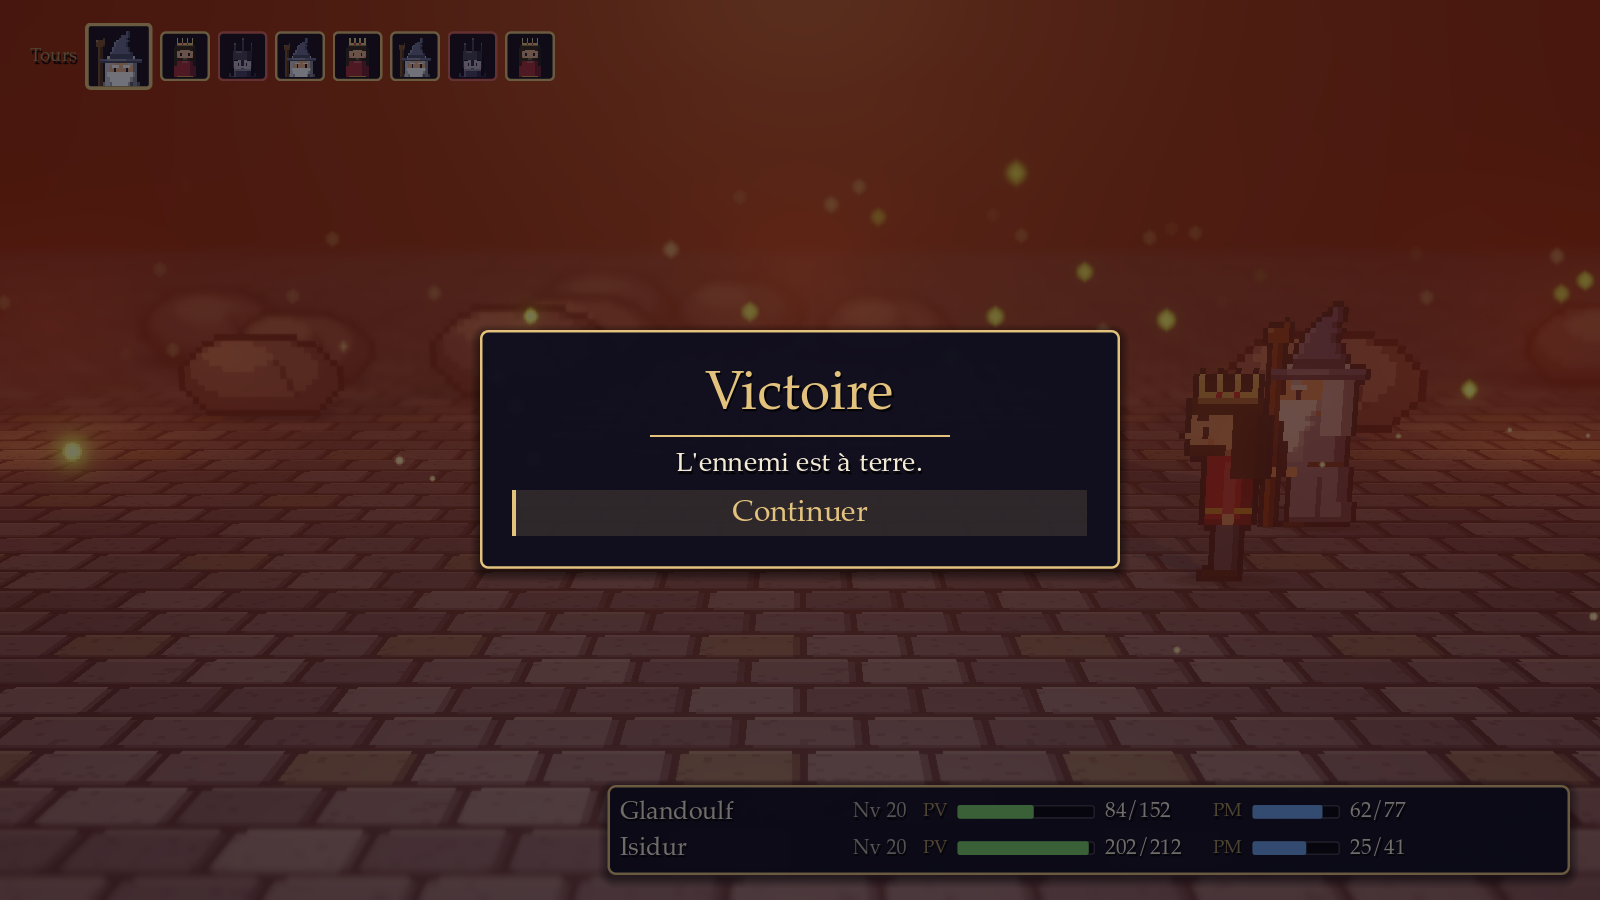 Tours
Victoire
L'ennemi est à terre.
Continuer
Glandoulf Nv 20 PV 84/152 PM 62/77
Isidur Nv 20 PV 202/212 PM 25/41